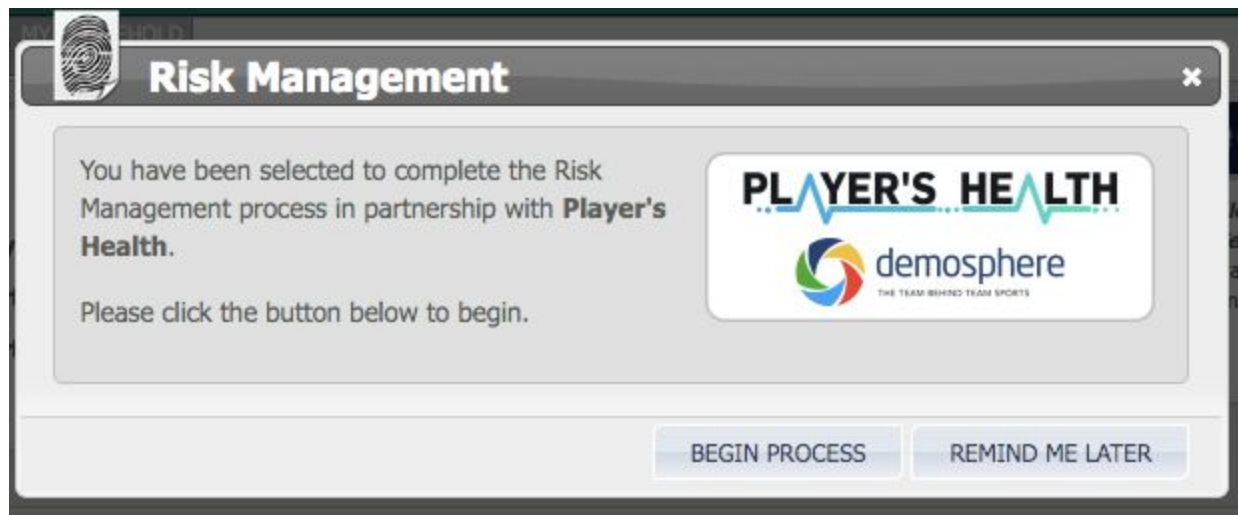 Risk Management
You have been selected to complete the Risk
Management process in partnership with Player's
Health.
Please click the button below to begin.
PLAYER'S HEALTH
demosphere
THE TEAM BEHIND TEAM SPORTS
BEGIN PROCESS
REMIND ME LATER